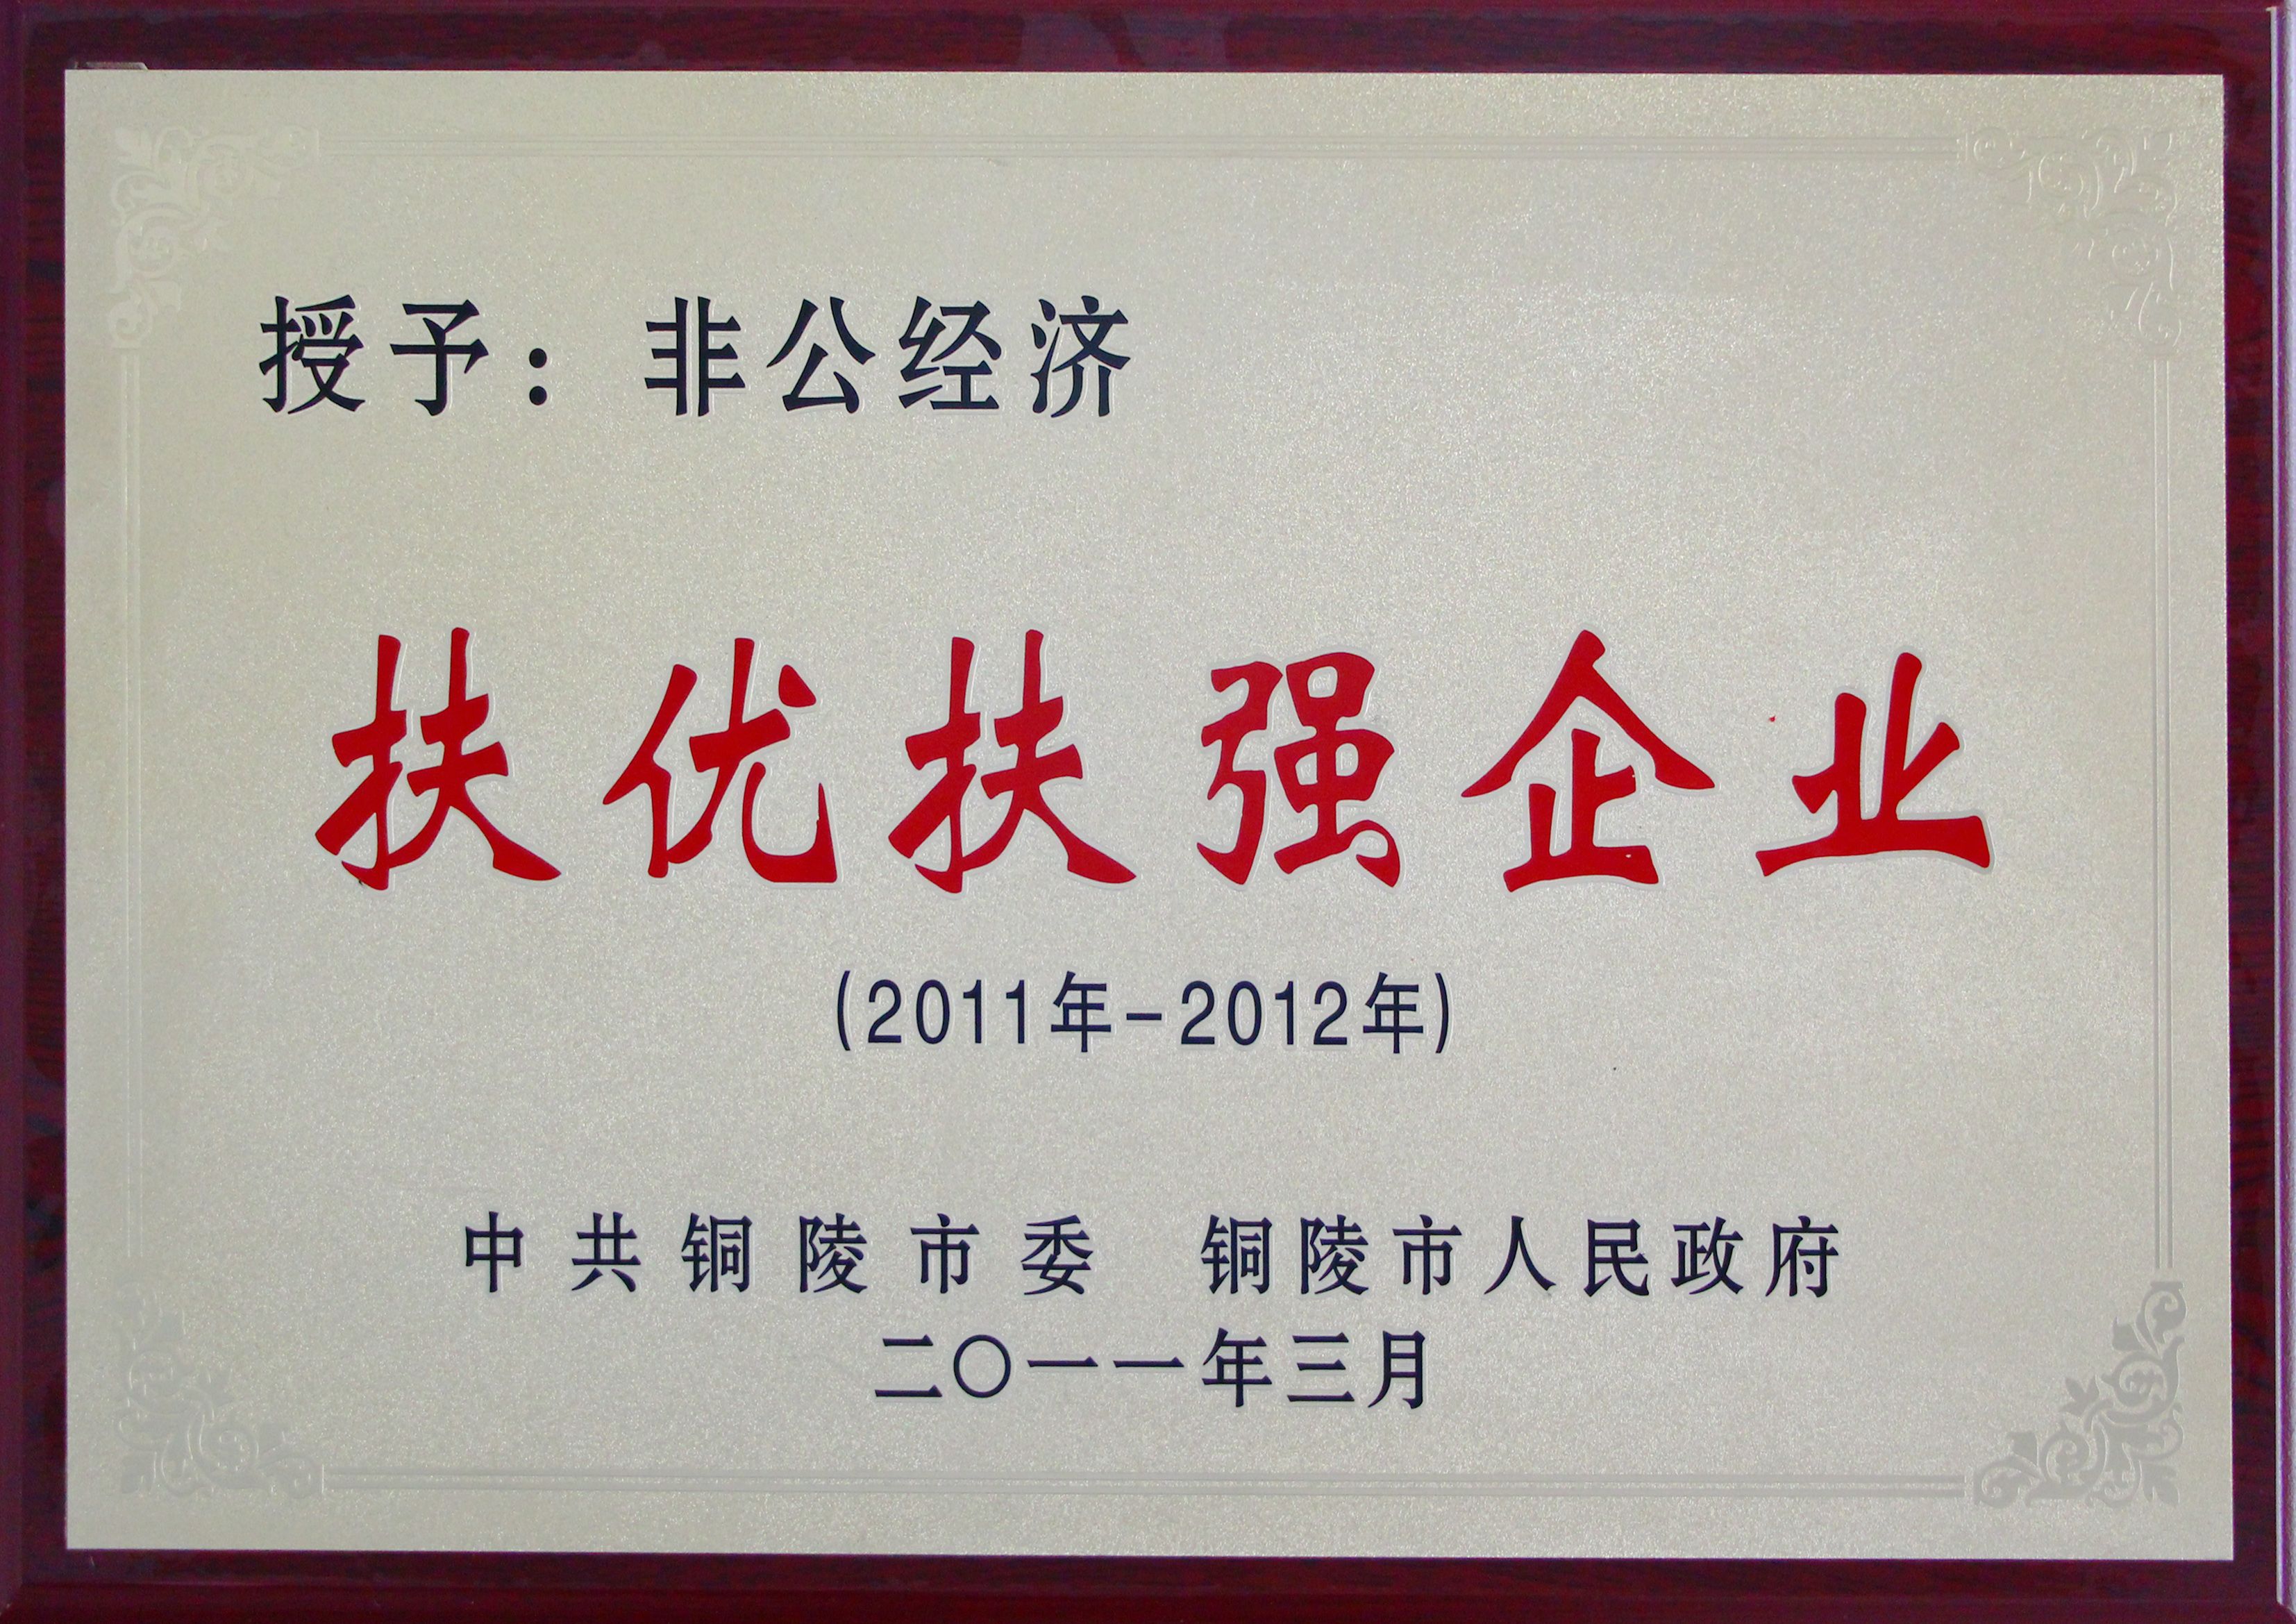 授予：非公经济
扶优扶强企业
(2011年-2012年)
中共铜陵市委 铜陵市人民政府
二〇一一年三月